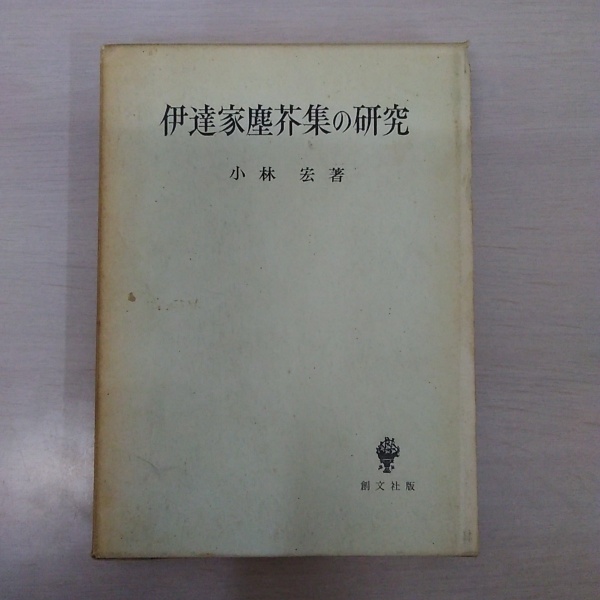 伊達家塵芥集の研究
小林 宏 著
創文社版